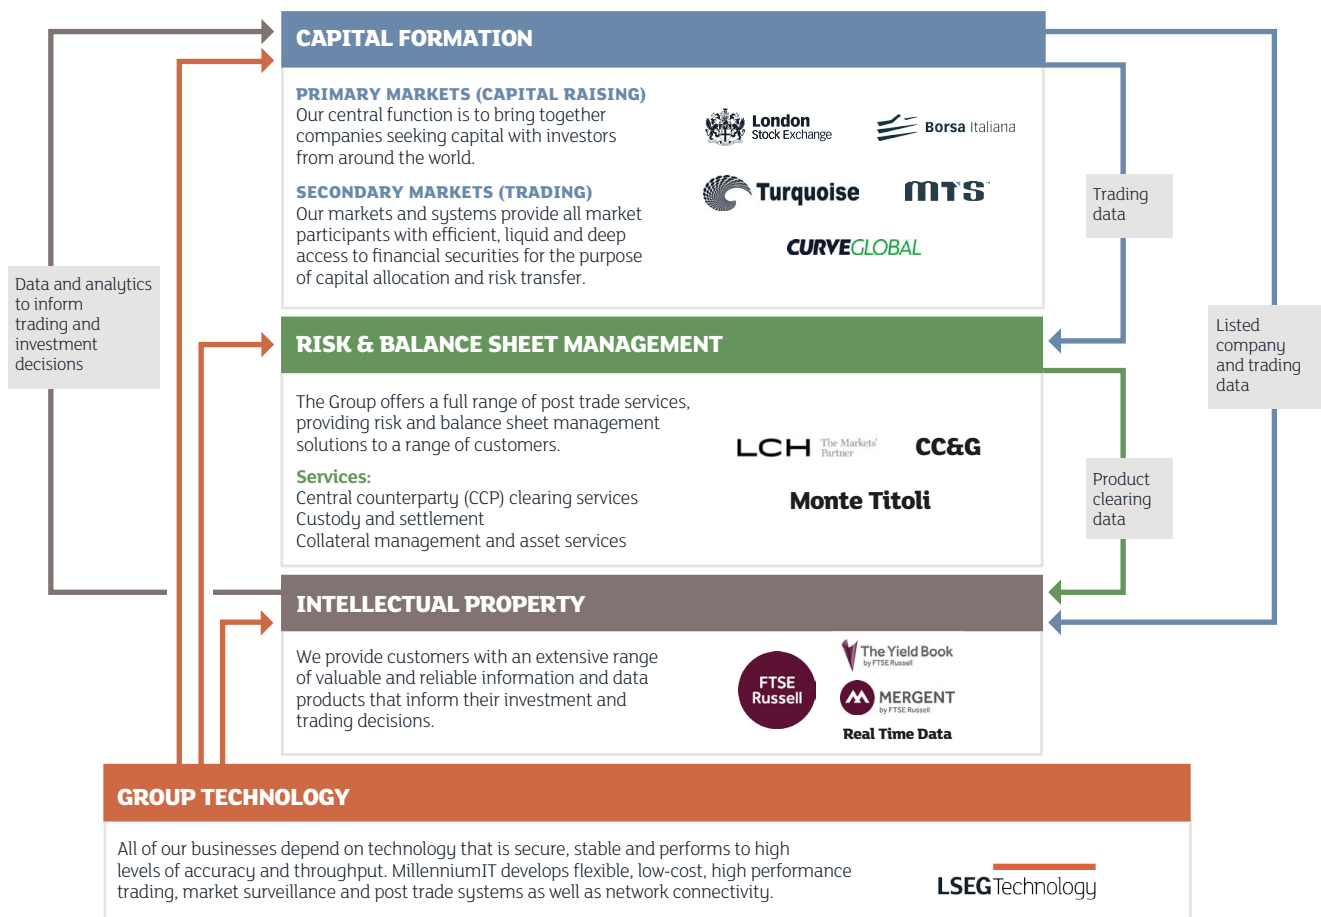 CAPITAL FORMATION
PRIMARY MARKETS (CAPITAL RAISING)
Our central function is to bring together
companies seeking capital with investors
from around the world.
SECONDARY MARKETS (TRADING)
Our markets and systems provide all market
participants with efficient, liquid and deep
access to financial securities for the purpose
of capital allocation and risk transfer.
London
Stock Exchange
Borsa Italiana
Turquoise
MTS
CURVEGLOBAL
Trading
data
Data and analytics
to inform
trading and
investment
decisions
Listed
company
and trading
data
RISK & BALANCE SHEET MANAGEMENT
The Group offers a full range of post trade services,
providing risk and balance sheet management
solutions to a range of customers.
Services:
Central counterparty (CCP) clearing services
Custody and settlement
Collateral management and asset services
LCH The Markets'
Partner
CC&G
Monte Titoli
Product
clearing
data
INTELLECTUAL PROPERTY
We provide customers with an extensive range
of valuable and reliable information and data
products that inform their investment and
trading decisions.
FTSE
Russell
The Yield Book
by FTSE Russell
MERGENT
by FTSE Russell
Real Time Data
GROUP TECHNOLOGY
All of our businesses depend on technology that is secure, stable and performs to high
levels of accuracy and throughput. MillenniumIT develops flexible, low-cost, high performance
trading, market surveillance and post trade systems as well as network connectivity.
LSEG Technology